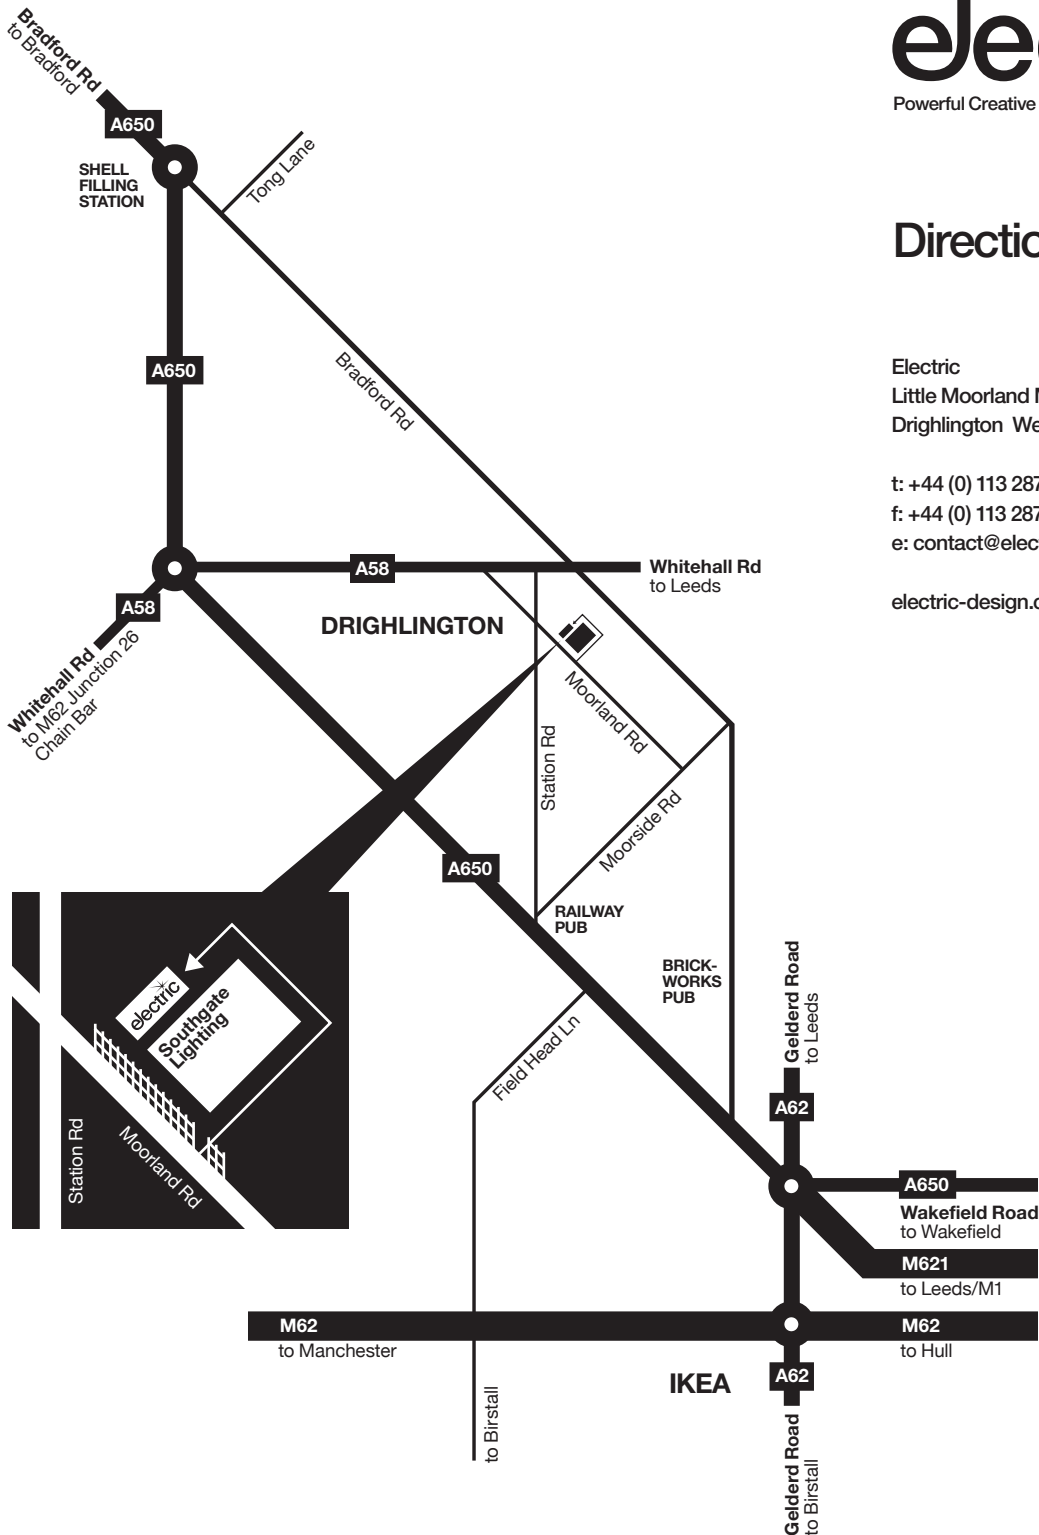 Bradford Rd
to Bradford
A650
SHELL
FILLING
STATION
Tong Lane
A650
Bradford Rd
A58
Whitehall Rd
to Leeds
A58
Whitehall Rd
to M62 Junction 26
Chain Bar
DRIGHLINGTON
Moorland Rd
Station Rd
Moorside Rd
A650
RAILWAY
PUB
BRICK-
WORKS
PUB
Field Head Ln
electric
Southgate
Lighting
Station Rd
Moorland Rd
Gelderd Road
to Leeds
A62
A650
Wakefield Road
to Wakefield
M621
to Leeds/M1
M62
to Manchester
M62
to Hull
IKEA
A62
to Birstall
Gelderd Road
to Birstall
Powerful Creative
Electric
Little Moorland
Drighlington
t: +44 (0) 113 287
f: +44 (0) 113 287
e: contact@elec
electric-design.